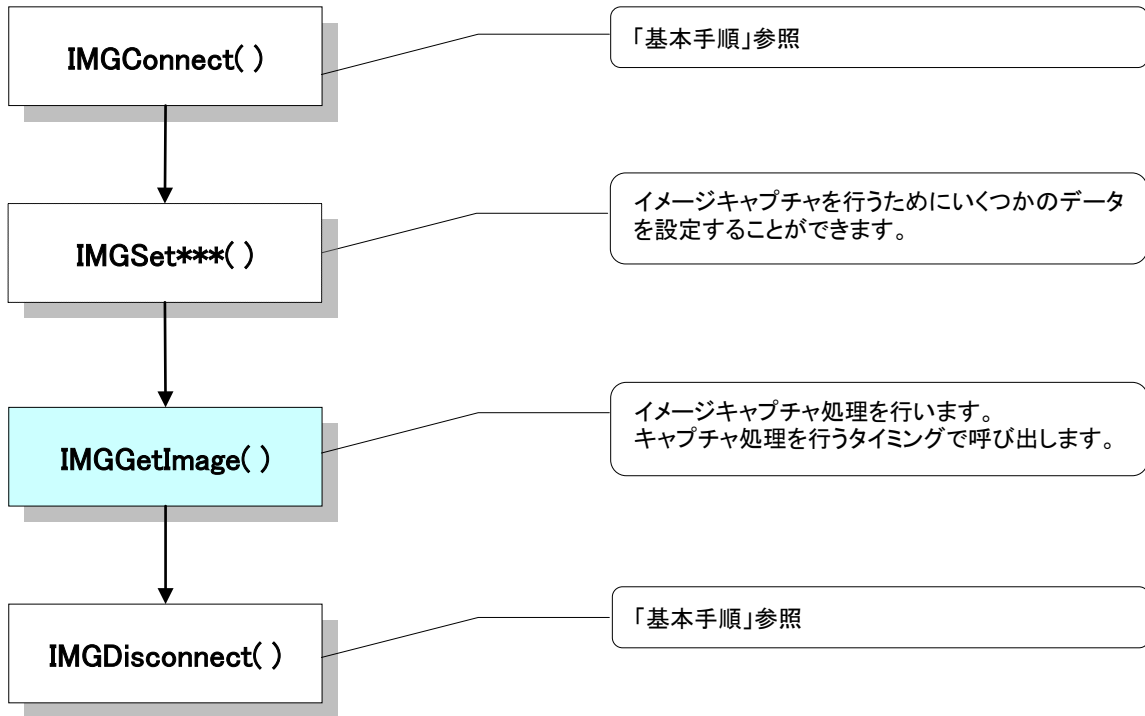 IMGConnect( )
「基本手順」参照
IMGSet***( )
イメージキャプチャを行うためにいくつかのデータ
を設定することができます。
IMGGetImage( )
イメージキャプチャ処理を行います。
キャプチャ処理を行うタイミングで呼び出します。
IMGDisconnect( )
「基本手順」参照